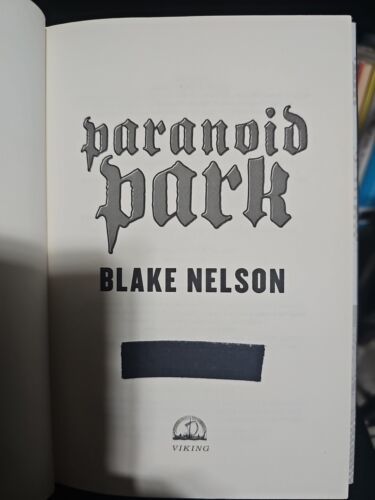 paranoid
park
BLAKE NELSON
VIKING